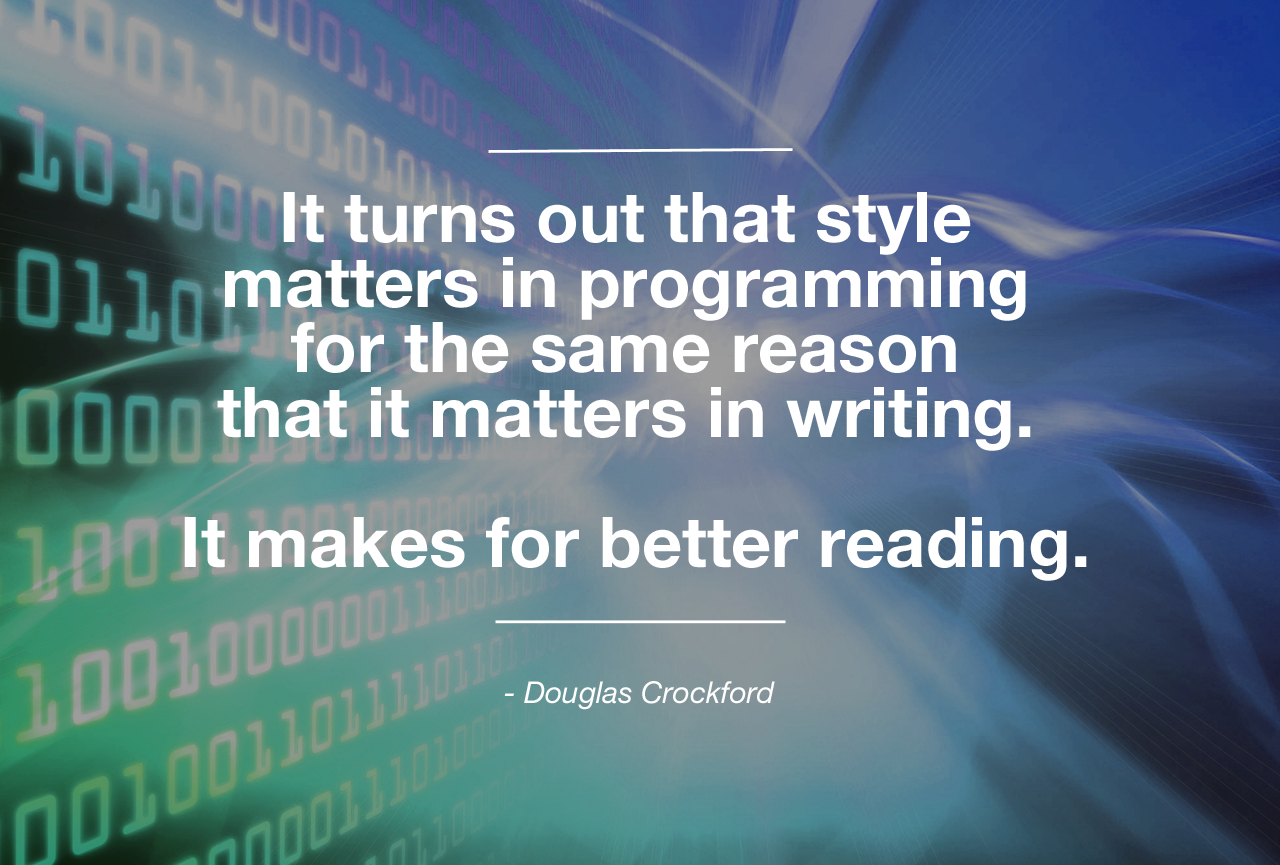 It turns out that style
matters in programming
for the same reason
that it matters in writing.
It makes for better reading.
- Douglas Crockford